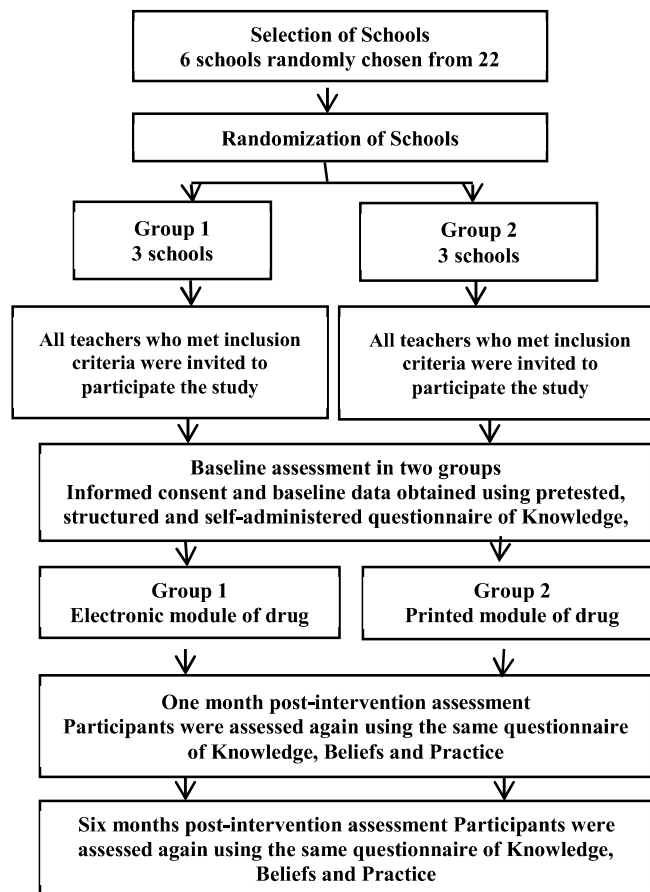 Selection of Schools
6 schools randomly chosen from 22
Randomization of Schools
Group 1
3 schools
Group 2
3 schools
All teachers who met inclusion
criteria were invited to
participate the study
All teachers who met inclusion
criteria were invited to
participate the study
Baseline assessment in two groups
Informed consent and baseline data obtained using pretested,
structured and self-administered questionnaire of Knowledge,
Group 1
Electronic module of drug
Group 2
Printed module of drug
One month post-intervention assessment
Participants were assessed again using the same questionnaire
of Knowledge, Beliefs and Practice
Six months post-intervention assessment Participants were
assessed again using the same questionnaire of Knowledge,
Beliefs and Practice